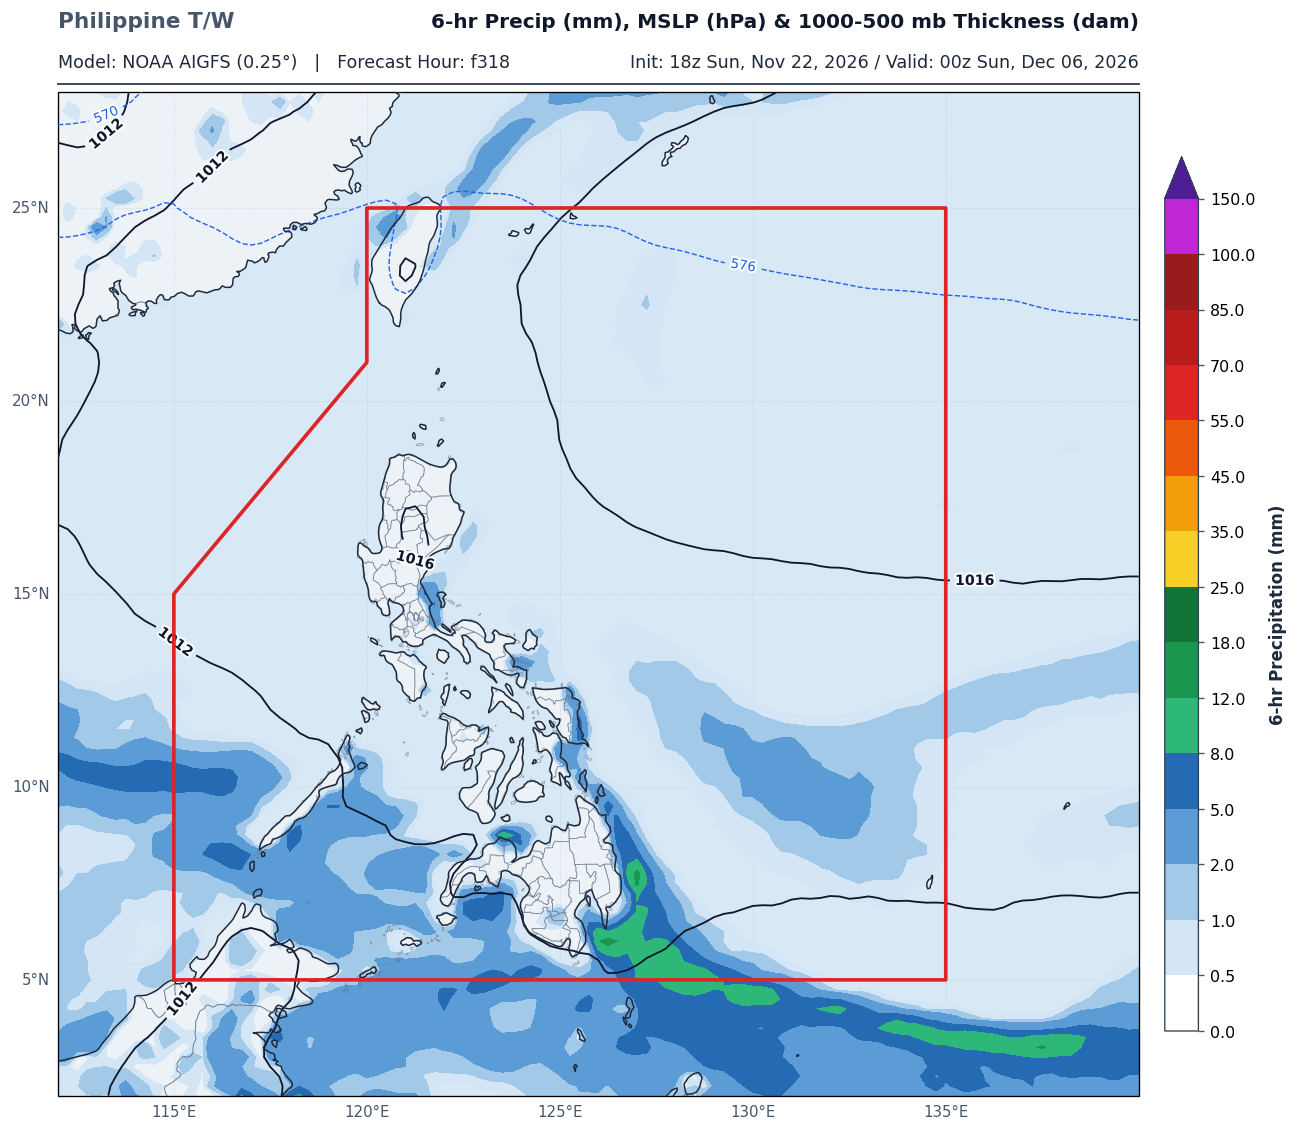 Philippine T/W
6-hr Precip (mm), MSLP (hPa) & 1000-500 mb Thickness (dam)
Model: NOAA AIGFS (0.25°)   |   Forecast Hour: f318
Init: 18z Sun, Nov 22, 2026 / Valid: 00z Sun, Dec 06, 2026
570
1012
1012
25°N
576
20°N
1016
1016
15°N
1012
10°N
5°N
1012
115°E
120°E
125°E
130°E
135°E
150.0
100.0
85.0
70.0
55.0
45.0
35.0
25.0
18.0
12.0
8.0
5.0
2.0
1.0
0.5
0.0
6-hr Precipitation (mm)